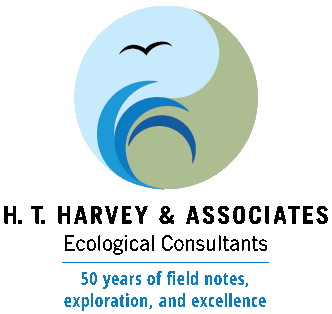 H. T. HARVEY & ASSOCIATES
Ecological Consultants
50 years of field notes,
exploration, and excellence